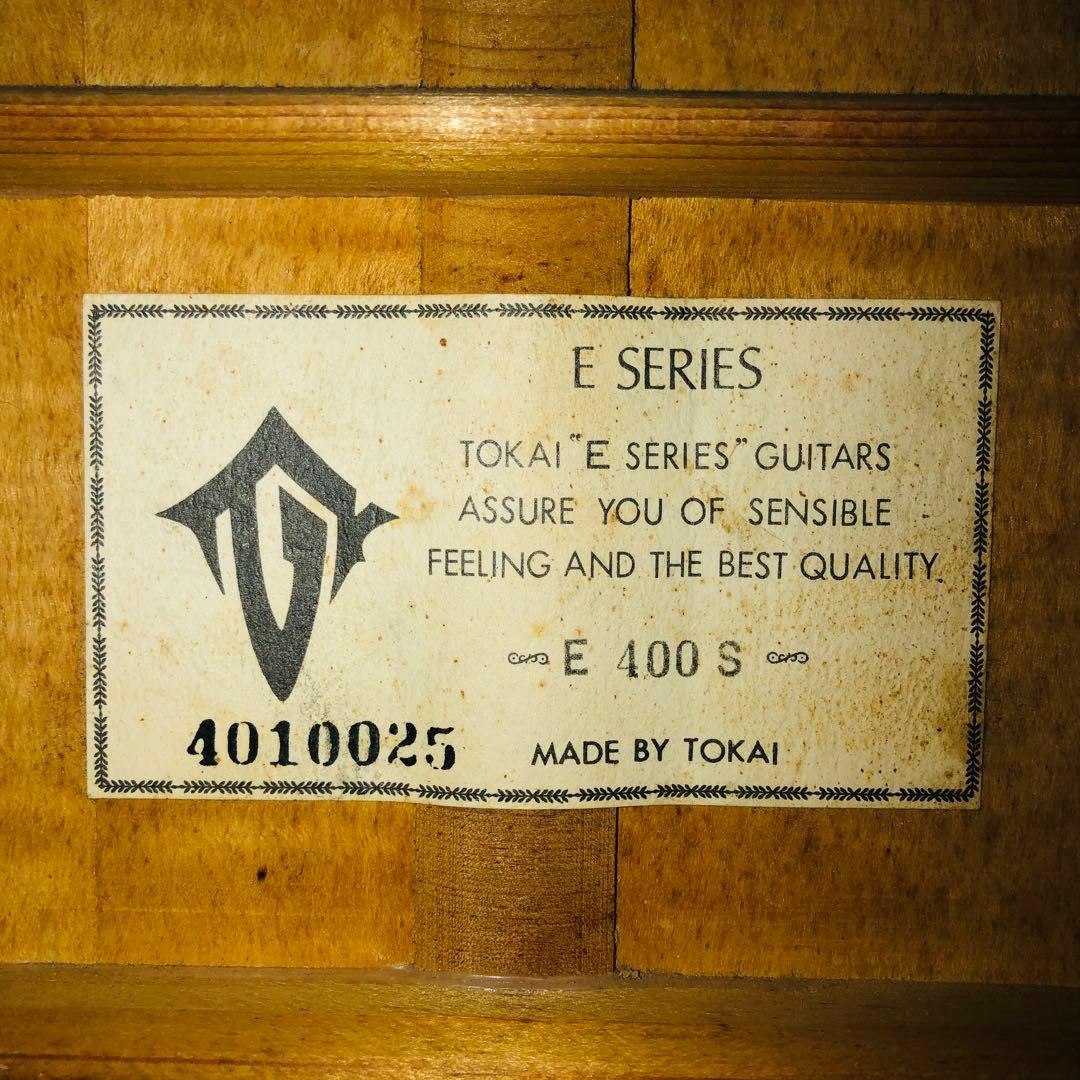 E SERIES
TOKAI “E SERIES” GUITARS
ASSURE YOU OF SENSIBLE
FEELING AND THE BEST QUALITY.
E 400 S
4010025
MADE BY TOKAI